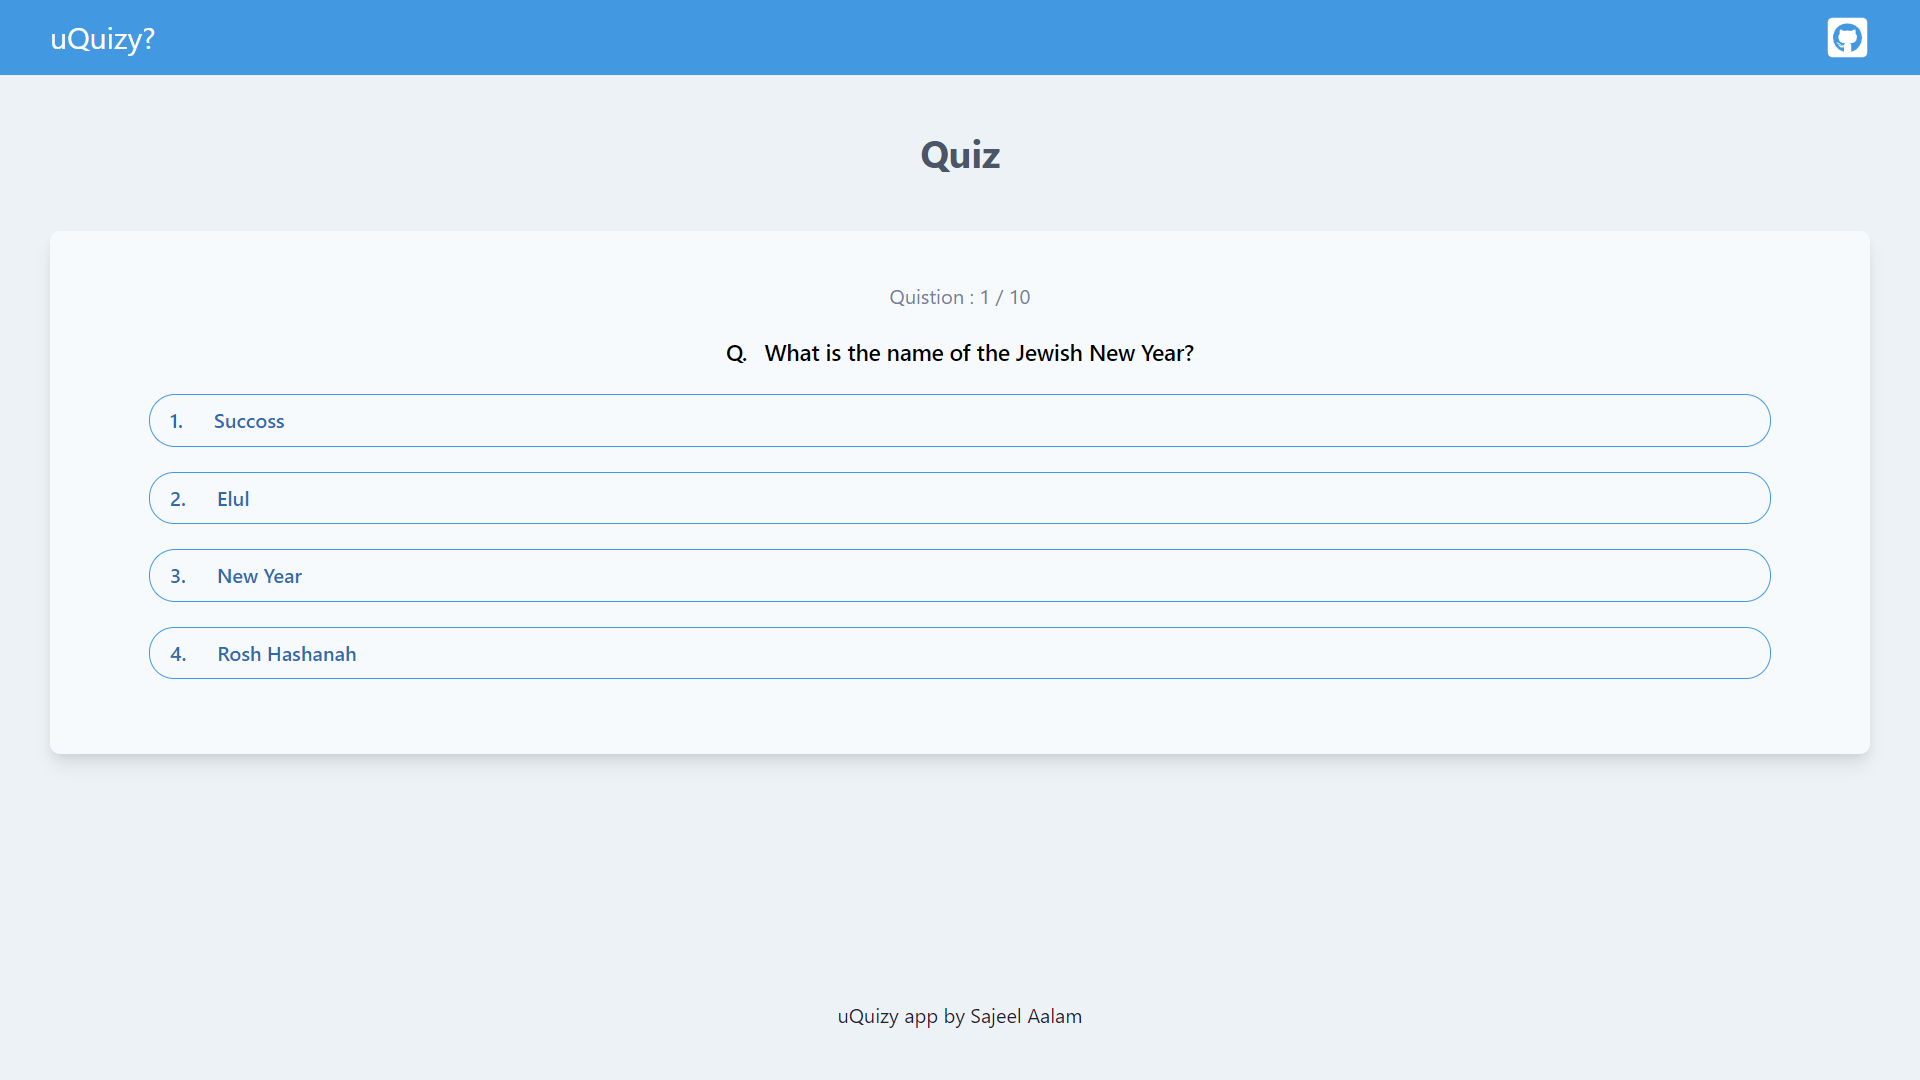 uQuizy?
Quiz
Quistion : 1 / 10
Q. What is the name of the Jewish New Year?
1. Succoss
2. Elul
3. New Year
4. Rosh Hashanah
uQuizy app by Sajeel Aalam